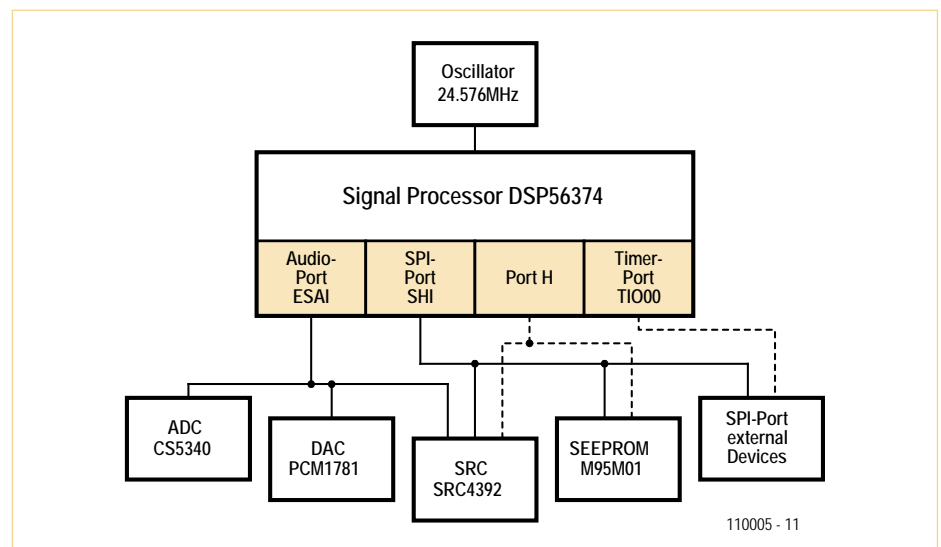 Oscillator
24.576MHz
Signal Processor DSP56374
Audio-
Port
ESAI
SPI-
Port
SHI
Port H
Timer-
Port
TIO00
ADC
CS5340
DAC
PCM1781
SRC
SRC4392
SEEPROM
M95M01
SPI-Port
external
Devices
110005 - 11